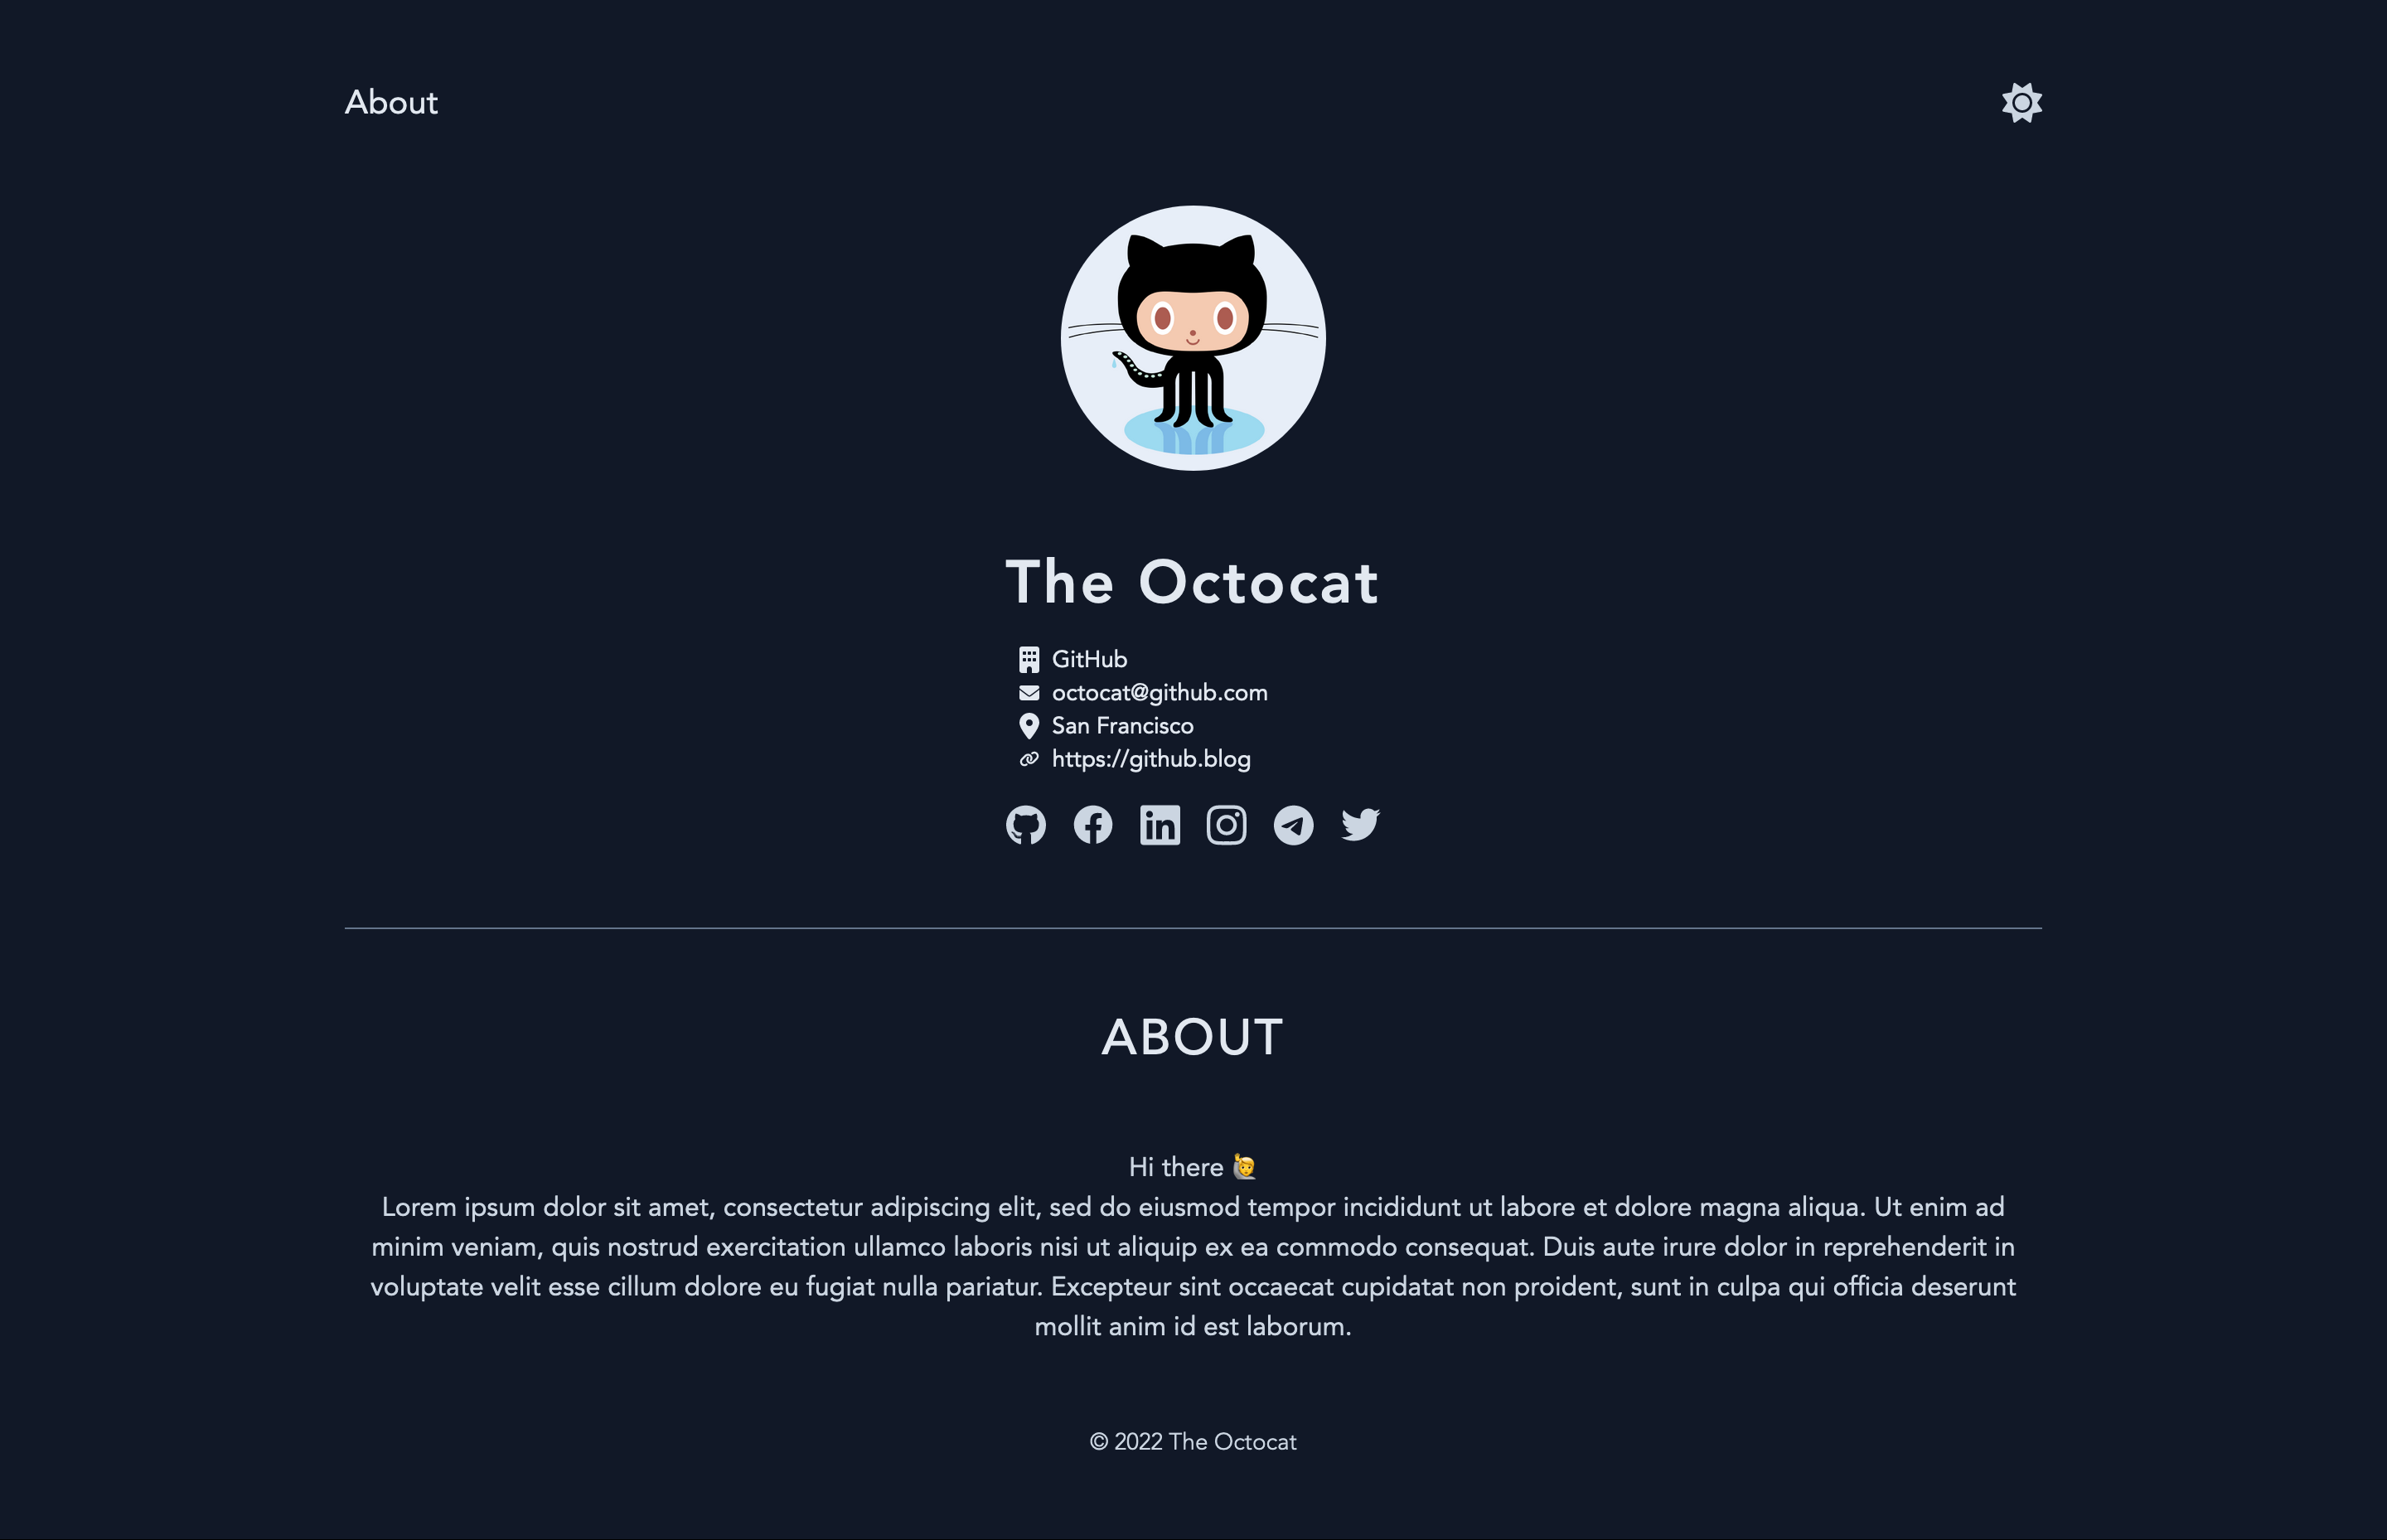 About
The Octocat
GitHub
octocat@github.com
San Francisco
https://github.blog
ABOUT
Hi there 🙋
Lorem ipsum dolor sit amet, consectetur adipiscing elit, sed do eiusmod tempor incididunt ut labore et dolore magna aliqua. Ut enim ad
minim veniam, quis nostrud exercitation ullamco laboris nisi ut aliquip ex ea commodo consequat. Duis aute irure dolor in reprehenderit in
voluptate velit esse cillum dolore eu fugiat nulla pariatur. Excepteur sint occaecat cupidatat non proident, sunt in culpa qui officia deserunt
mollit anim id est laborum.
© 2022 The Octocat